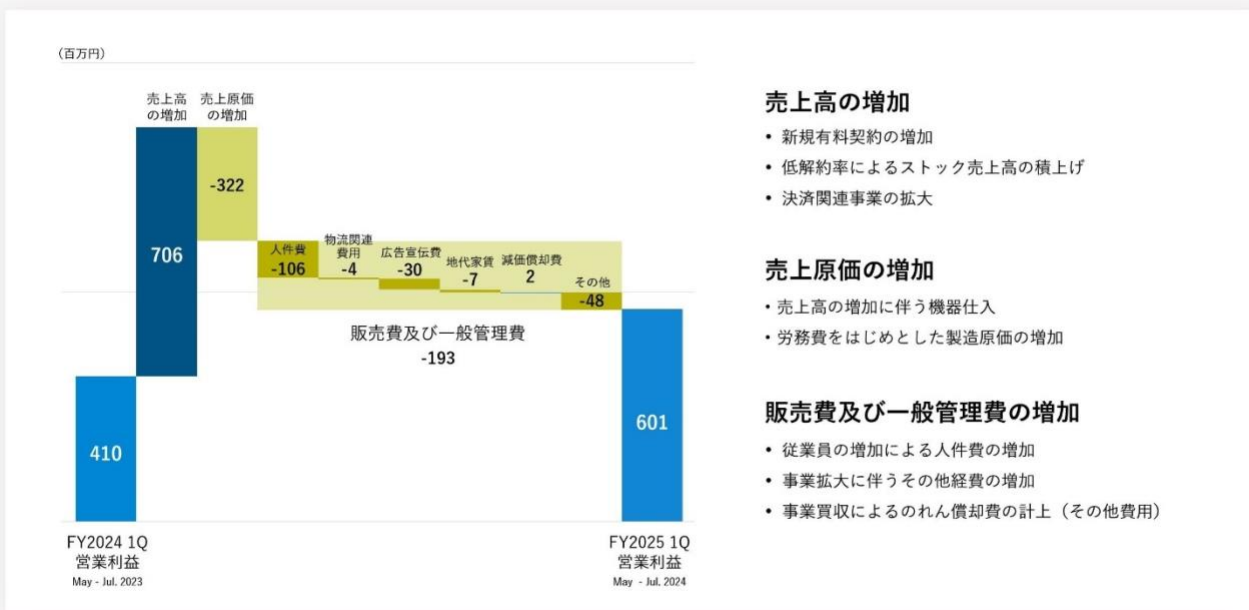 （百万円）
売上高
の増加
売上原価
の増加
706
-322
人件費
-106
物流関連
費用
-4
広告宣伝費
-30
地代家賃
-7
減価償却費
2
その他
-48
販売費及び一般管理費
-193
410
601
FY2024 1Q
営業利益
May - Jul. 2023
FY2025 1Q
営業利益
May - Jul. 2024
売上高の増加
• 新規有料契約の増加
• 低解約率によるストック売上高の積上げ
• 決済関連事業の拡大
売上原価の増加
・売上高の増加に伴う機器仕入
・労務費をはじめとした製造原価の増加
販売費及び一般管理費の増加
• 従業員の増加による人件費の増加
• 事業拡大に伴うその他経費の増加
• 事業買収によるのれん償却費の計上（その他費用）